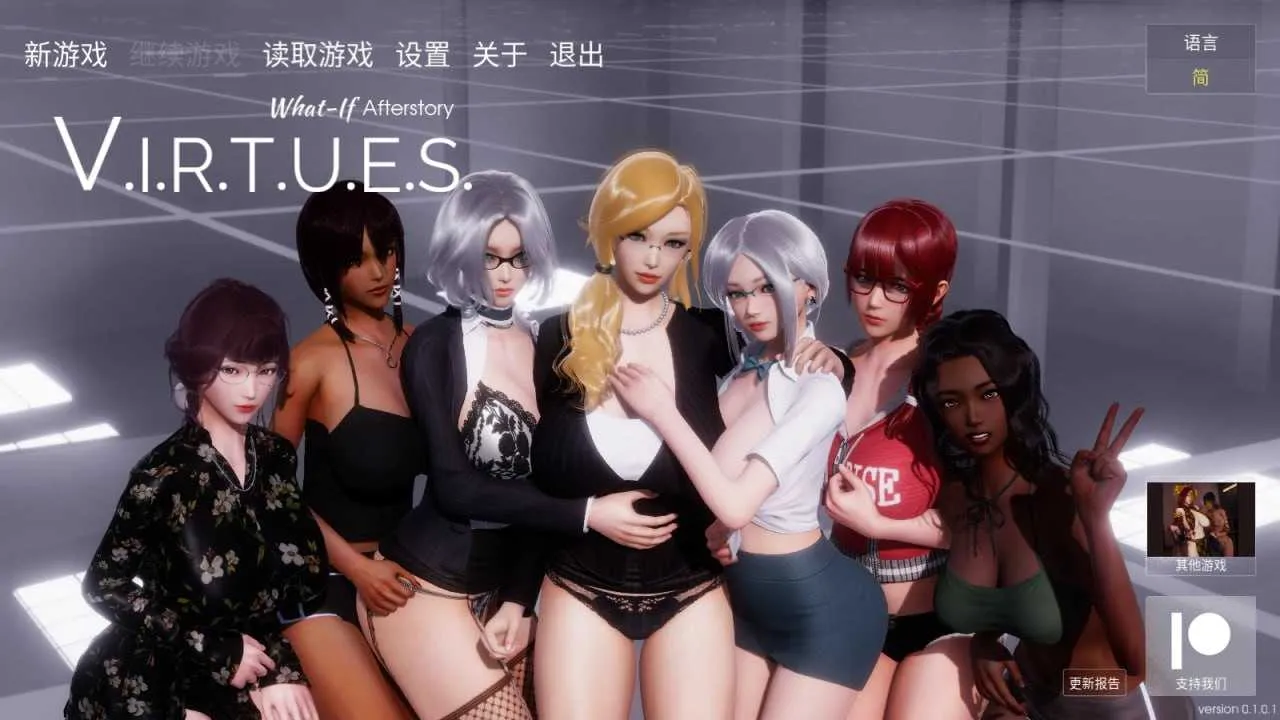 新游戏 继续游戏 读取游戏 设置 关于 退出
语言
简
What-If Afterstory
V.I.R.T.U.E.S.
其他游戏
支持我们
更新报告
version 0.1.0.1